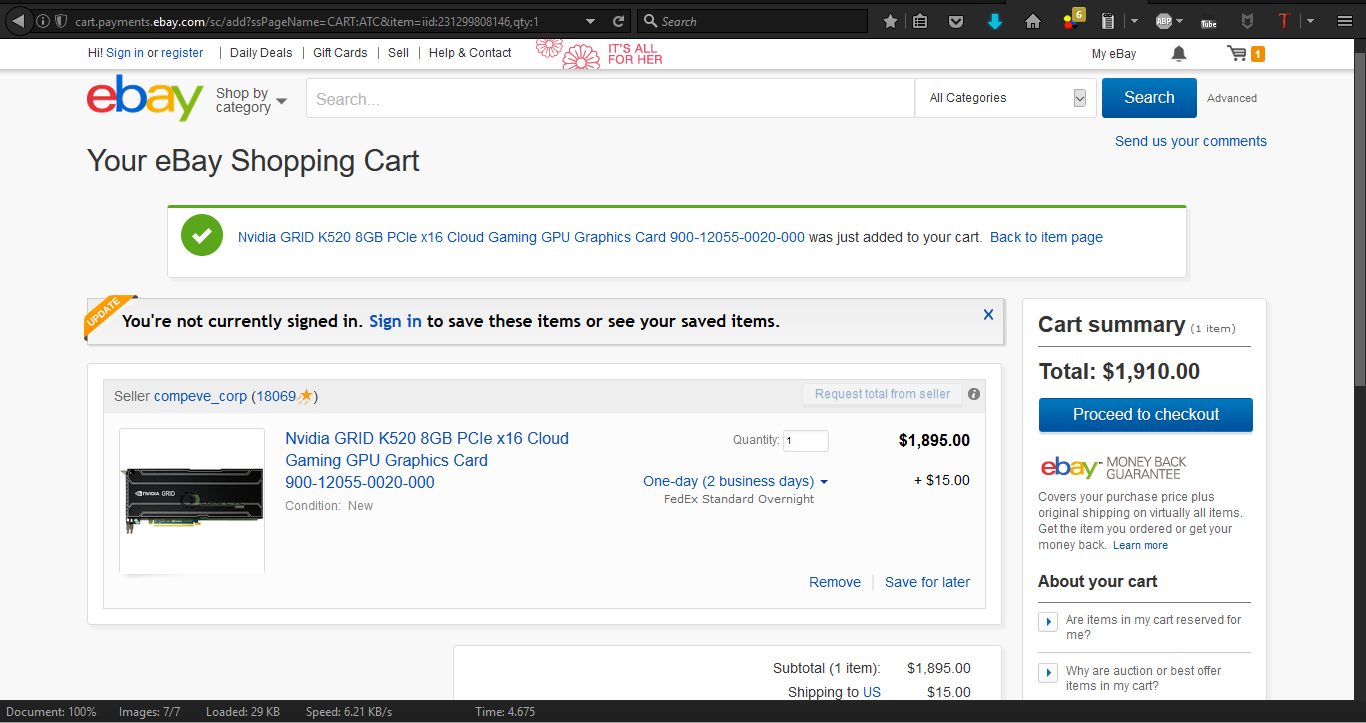 cart.payments.ebay.com/sc/add?ssPageName=CART:ATC&item=iid:231299808146,qty:1
Search
6
ABP
Tube
Hi! Sign in or register | Daily Deals | Gift Cards | Sell | Help & Contact
IT'S ALL
FOR HER
My eBay
1
ebay
Shop by
category
Search...
All Categories
Search
Advanced
Send us your comments
Your eBay Shopping Cart
Nvidia GRID K520 8GB PCIe x16 Cloud Gaming GPU Graphics Card 900-12055-0020-000 was just added to your cart. Back to item page
UPDATE
You're not currently signed in. Sign in to save these items or see your saved items.
X
Seller compeve_corp (18069)
Request total from seller
Nvidia GRID K520 8GB PCIe x16 Cloud
Gaming GPU Graphics Card
900-12055-0020-000
Condition: New
NVIDIA GRID
Quantity: 1
$1,895.00
One-day (2 business days)
+ $15.00
FedEx Standard Overnight
Remove | Save for later
Subtotal (1 item): $1,895.00
Shipping to US $15.00
Cart summary (1 item)
Total: $1,910.00
Proceed to checkout
ebay MONEY BACK
GUARANTEE
Covers your purchase price plus
original shipping on virtually all items.
Get the item you ordered or get your
money back. Learn more
About your cart
Are items in my cart reserved for
me?
Why are auction or best offer
items in my cart?
Document: 100% Images: 7/7 Loaded: 29 KB Speed: 6.21 KB/s Time: 4.675